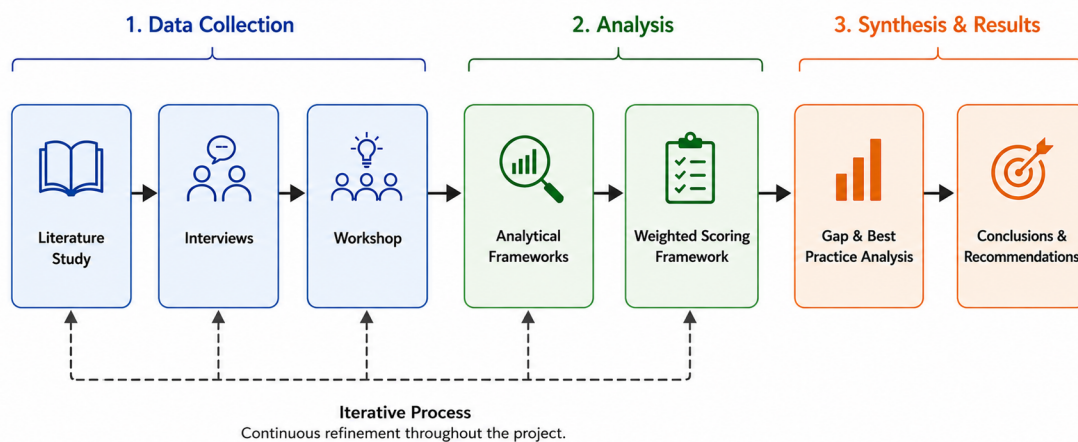 1. Data Collection
2. Analysis
3. Synthesis & Results
Literature
Study
Interviews
Workshop
Analytical
Frameworks
Weighted Scoring
Framework
Gap & Best
Practice Analysis
Conclusions &
Recommendations
Iterative Process
Continuous refinement throughout the project.